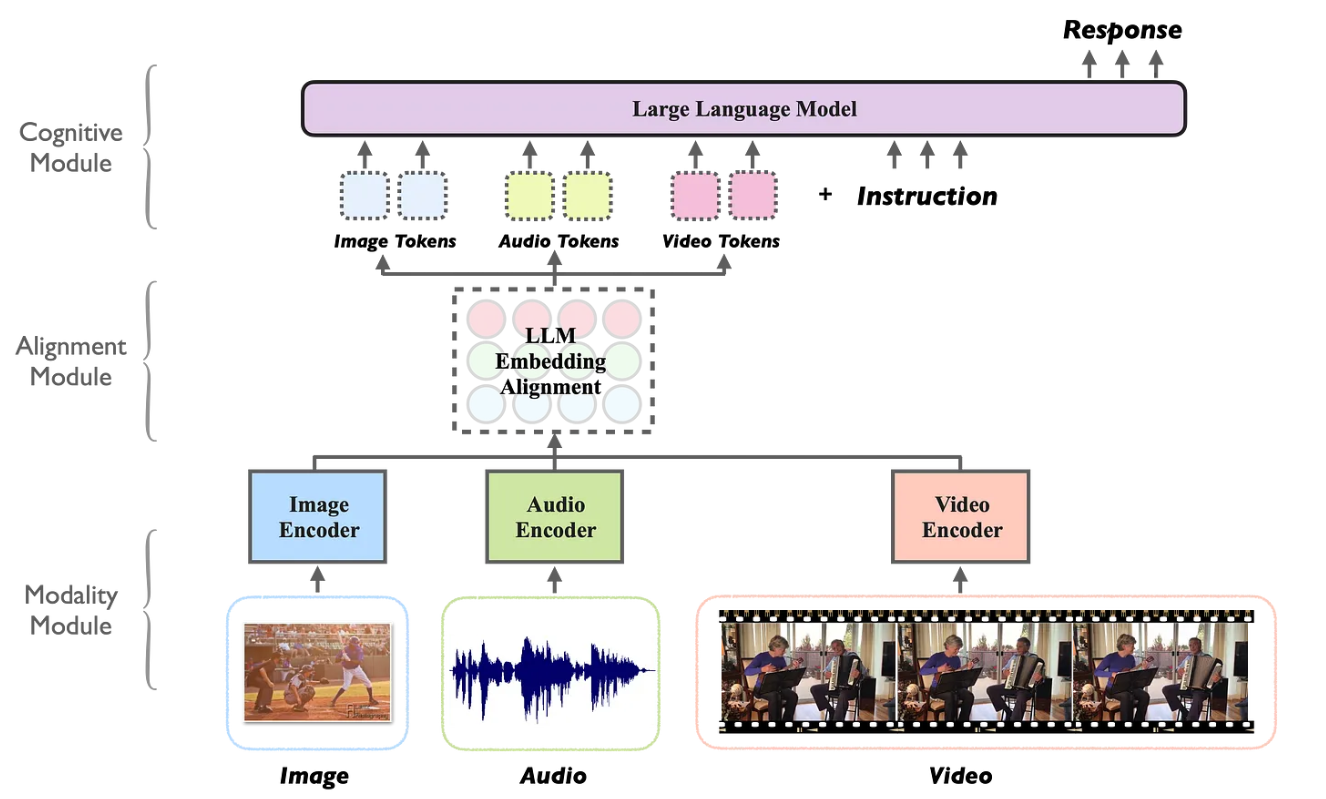 Response
Large Language Model
Cognitive
Module
+ Instruction
Image Tokens
Audio Tokens
Video Tokens
LLM
Embedding
Alignment
Alignment
Module
Image
Encoder
Audio
Encoder
Video
Encoder
Modality
Module
Image
Audio
Video